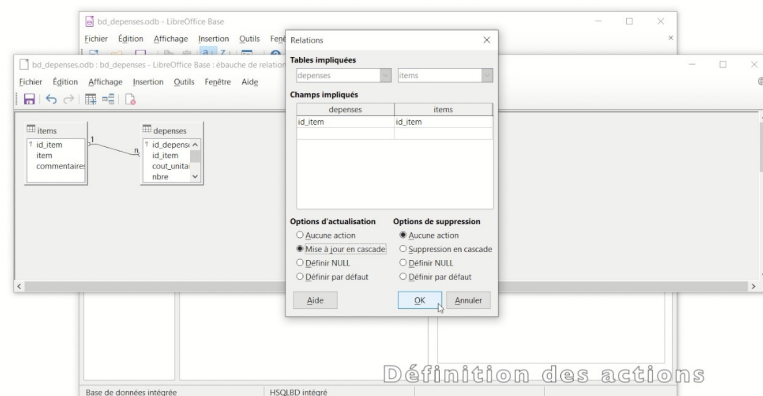 bd_depenses.odb - LibreOffice Base
Fichier Édition Affichage Insertion Outils
bd_depenses.odb : bd_depenses - LibreOffice Base : ébauche de relation
Fichier Édition Affichage Insertion Outils Fenêtre Aide
items
id_item
item
commentaires
1
n
depenses
id_depense
id_item
cout_unita
nbre
Relations
Tables impliquées
depenses items
Champs impliqués
depenses items
id_item id_item
Options d'actualisation Options de suppression
Aucune action Aucune action
Mise à jour en cascade Suppression en cascade
Définir NULL Définir NULL
Définir par défaut Définir par défaut
Aide OK Annuler
Définition des actions
Base de données intégrée HSQLBD intégré